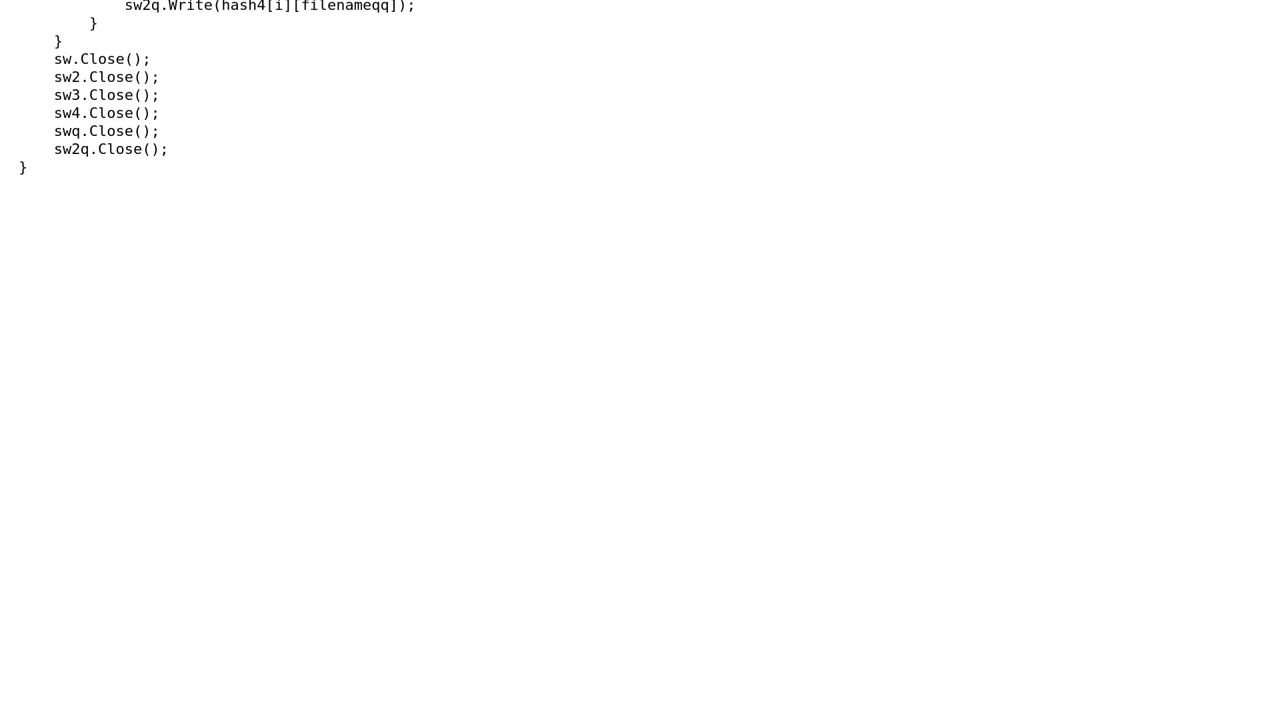 sw2q.Write(hash4[i][filenameqq]);
}
}
sw.Close();
sw2.Close();
sw3.Close();
sw4.Close();
swq.Close();
sw2q.Close();
}